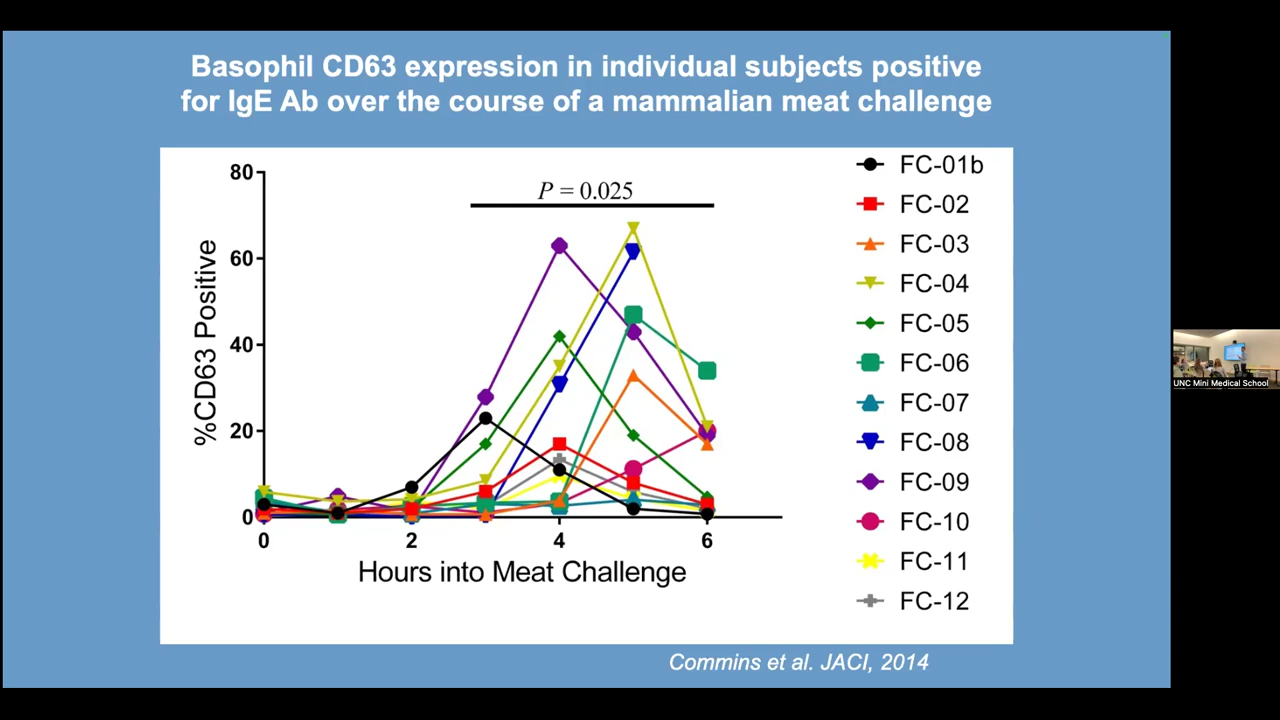 Basophil CD63 expression in individual subjects positive
for IgE Ab over the course of a mammalian meat challenge
P = 0.025
80
60
40
20
0
%CD63 Positive
0
2
4
6
Hours into Meat Challenge
FC-01b
FC-02
FC-03
FC-04
FC-05
FC-06
FC-07
FC-08
FC-09
FC-10
FC-11
FC-12
Commins et al. JACI, 2014
UNC Mini Medical School